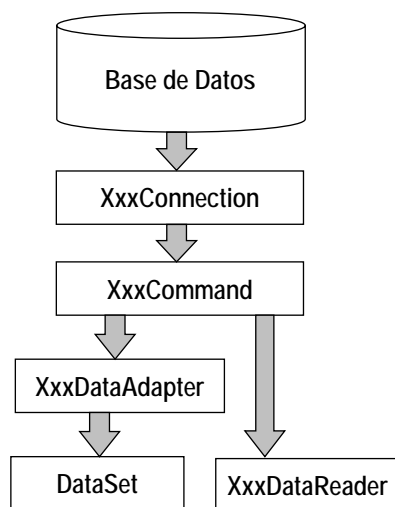 Base de Datos
XxxConnection
XxxCommand
XxxDataAdapter
DataSet
XxxDataReader